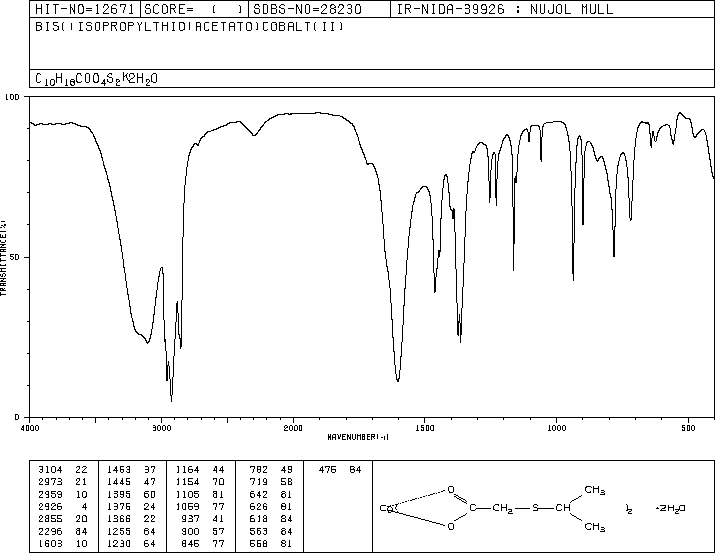 HIT-NO=12671 SCORE= ( ) SDBS-NO=28230 IR-NIDA-39926 : NUJOL MULL
BIS((ISOPROPYLTHIO)ACETATO)COBALT(II)
C10H18COO4S2·2H2O
100
50
0
TRANSMITTANCE(%)
4000 3000 2000 1500 1000 500
WAVENUMBER(-1)
3104 22 1463 37 1164 44 782 49 476 84
2973 21 1445 47 1154 70 719 58
2959 10 1395 60 1105 81 642 81
2926 4 1376 24 1059 77 626 81
2855 20 1366 22 937 41 618 84
2296 84 1255 64 900 57 563 84
1603 10 1230 64 845 77 558 81
CH3
O
Co C—CH2—S—CH )2 ·2H2O
O
CH3